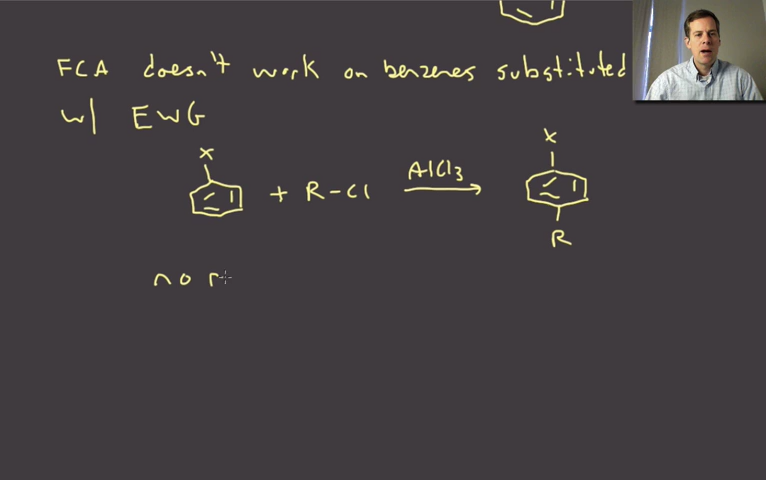 FCA doesn't work on benzenes substituted
w/ EWG
X
X
+ R-Cl AlCl3
R
no r